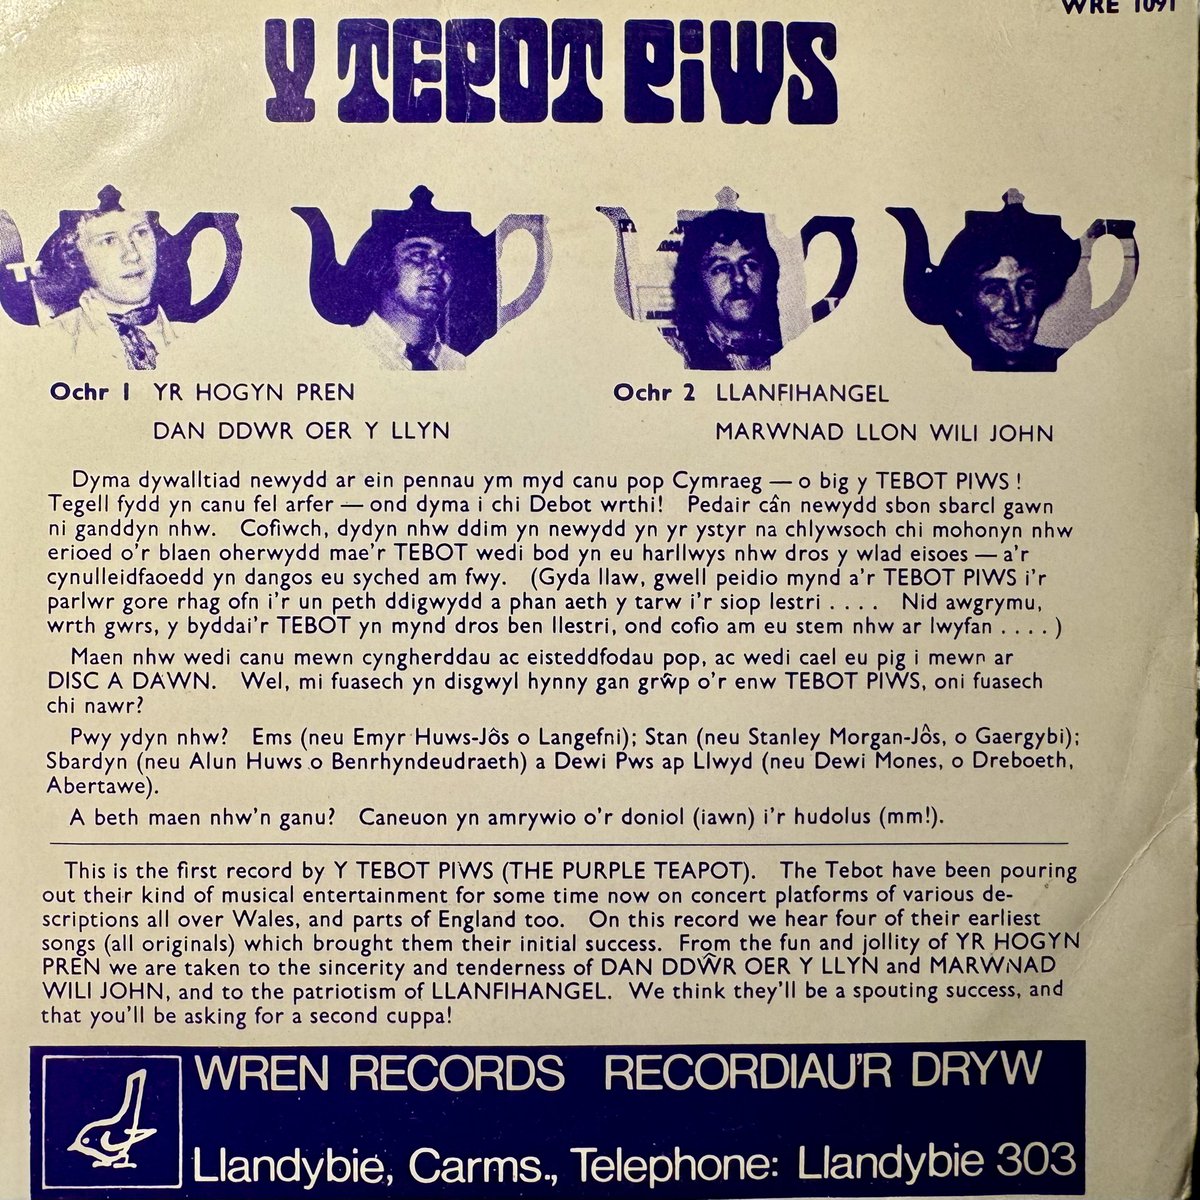 WRE 1091
Y TEPOT PiWS
Ochr 1 YR HOGYN PREN
DAN DDWR OER Y LLYN
Ochr 2 LLANFIHANGEL
MARWNAD LLON WILI JOHN
Dyma dywalltiad newydd ar ein pennau ym myd canu pop Cymraeg — o big y TEBOT PIWS !
Tegell fydd yn canu fel arfer — ond dyma i chi Debot wrthi! Pedair cân newydd sbon sbarcl gawn
ni ganddyn nhw. Cofiwch, dydyn nhw ddim yn newydd yn yr ystyr na chlywsoch chi mohonyn nhw
erioed o'r blaen oherwydd mae'r TEBOT wedi bod yn eu harllwys nhw dros y wlad eisoes — a'r
cynulleidfaoedd yn dangos eu syched am fwy. (Gyda llaw, gwell peidio mynd a'r TEBOT PIWS i'r
parlwr gore rhag ofn i'r un peth ddigwydd a phan aeth y tarw i'r siop lestri . . . . Nid awgrymu,
wrth gwrs, y byddai'r TEBOT yn mynd dros ben llestri, ond cofio am eu stem nhw ar lwyfan . . . . )
Maen nhw wedi canu mewn cyngherddau ac eisteddfodau pop, ac wedi cael eu pig i mewn ar
DISC A DAWN. Wel, mi fuasech yn disgwyl hynny gan grŵp o'r enw TEBOT PIWS, oni fuasech
chi nawr?
Pwy ydyn nhw? Ems (neu Emyr Huws-Jôs o Langefni); Stan (neu Stanley Morgan-Jôs, o Gaergybi);
Sbardyn (neu Alun Huws o Benrhyndeudraeth) a Dewi Pws ap Llwyd (neu Dewi Mones, o Dreboeth,
Abertawe).
A beth maen nhw'n ganu? Caneuon yn amrywio o'r doniol (iawn) i'r hudolus (mm!).
This is the first record by Y TEBOT PIWS (THE PURPLE TEAPOT). The Tebot have been pouring
out their kind of musical entertainment for some time now on concert platforms of various de-
scriptions all over Wales, and parts of England too. On this record we hear four of their earliest
songs (all originals) which brought them their initial success. From the fun and jollity of YR HOGYN
PREN we are taken to the sincerity and tenderness of DAN DDŴR OER Y LLYN and MARWNAD
WILI JOHN, and to the patriotism of LLANFIHANGEL. We think they'll be a spouting success, and
that you'll be asking for a second cuppa!
WREN RECORDS RECORDIAU'R DRYW
Llandybie, Carms., Telephone: Llandybie 303